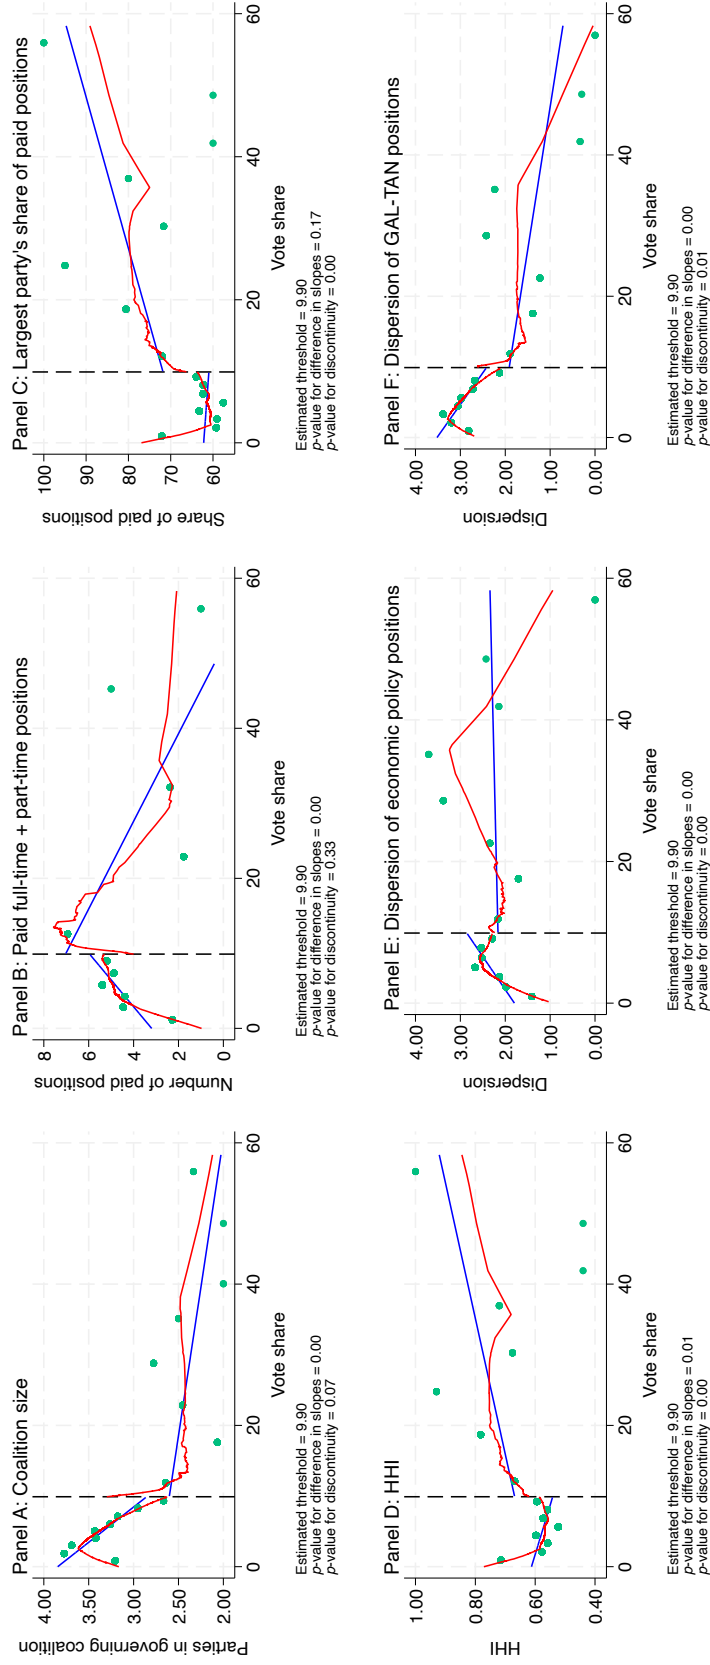 Panel A: Coalition size
Parties in governing coalition
4.00
3.50
3.00
2.50
2.00
0
20
40
60
Vote share
Estimated threshold = 9.90
p-value for difference in slopes = 0.00
p-value for discontinuity = 0.07
Panel B: Paid full-time + part-time positions
Number of paid positions
8
6
4
2
0
0
20
40
60
Vote share
Estimated threshold = 9.90
p-value for difference in slopes = 0.00
p-value for discontinuity = 0.33
Panel C: Largest party's share of paid positions
Share of paid positions
100
90
80
70
60
0
20
40
60
Vote share
Estimated threshold = 9.90
p-value for difference in slopes = 0.17
p-value for discontinuity = 0.00
Panel D: HHI
HHI
1.00
0.80
0.60
0.40
0
20
40
60
Vote share
Estimated threshold = 9.90
p-value for difference in slopes = 0.01
p-value for discontinuity = 0.00
Panel E: Dispersion of economic policy positions
Dispersion
4.00
3.00
2.00
1.00
0.00
0
20
40
60
Vote share
Estimated threshold = 9.90
p-value for difference in slopes = 0.00
p-value for discontinuity = 0.00
Panel F: Dispersion of GAL-TAN positions
Dispersion
4.00
3.00
2.00
1.00
0.00
0
20
40
60
Vote share
Estimated threshold = 9.90
p-value for difference in slopes = 0.00
p-value for discontinuity = 0.01